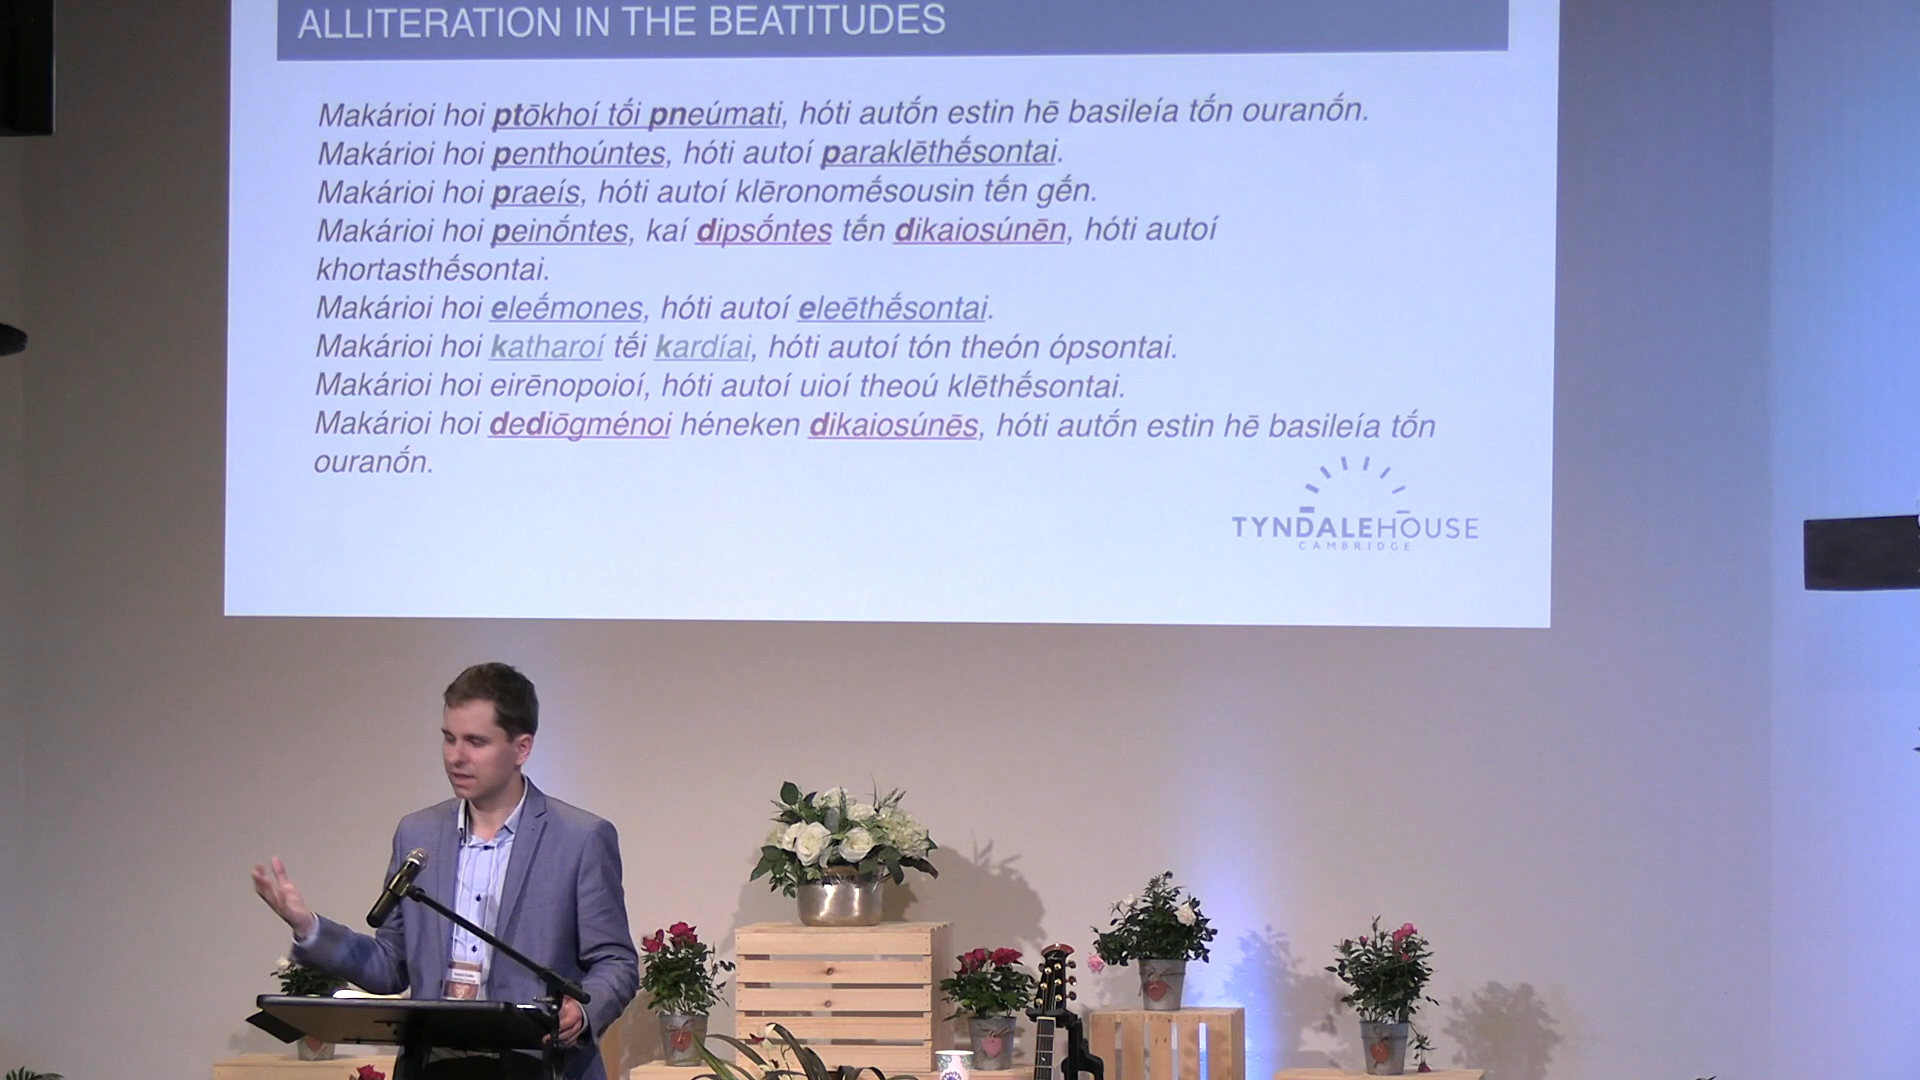 ALLITERATION IN THE BEATITUDES
Makárioi hoi ptōkhoí tṓi pneúmati, hóti autṓn estin hē basileía tṓn ouranṓn.
Makárioi hoi penthoúntes, hóti autoí paraklēthḗsontai.
Makárioi hoi praeís, hóti autoí klēronomḗsousin tḗn gḗn.
Makárioi hoi peinṓntes, kaí dipsṓntes tḗn dikaiosúnēn, hóti autoí
khortasthḗsontai.
Makárioi hoi eleḗmones, hóti autoí eleēthḗsontai.
Makárioi hoi katharoí tḗi kardíai, hóti autoí tón theón ópsontai.
Makárioi hoi eirēnopoioí, hóti autoí uioí theoú klēthḗsontai.
Makárioi hoi dediōgménoi héneken dikaiosúnēs, hóti autṓn estin hē basileía tṓn
ouranṓn.
TYNDALE HOUSE
CAMBRIDGE